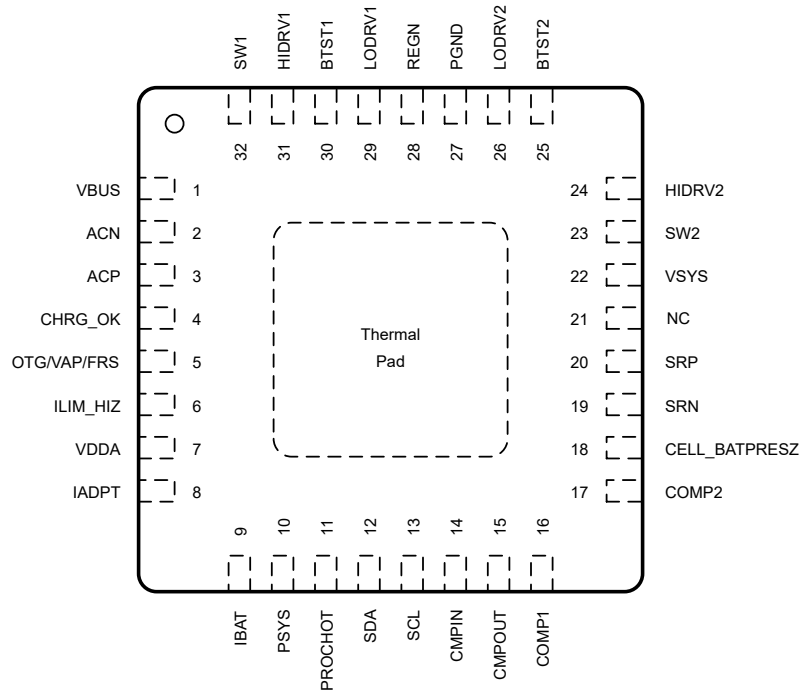 SW1
HIDRV1
BTST1
LODRV1
REGN
PGND
LODRV2
BTST2
32
31
30
29
28
27
26
25
VBUS 1
ACN 2
ACP 3
CHRG_OK 4
OTG/VAP/FRS 5
ILIM_HIZ 6
VDDA 7
IADPT 8
Thermal
Pad
24 HIDRV2
23 SW2
22 VSYS
21 NC
20 SRP
19 SRN
18 CELL_BATPRESZ
17 COMP2
9
10
11
12
13
14
15
16
IBAT
PSYS
PROCHOT
SDA
SCL
CMPIN
CMPOUT
COMP1